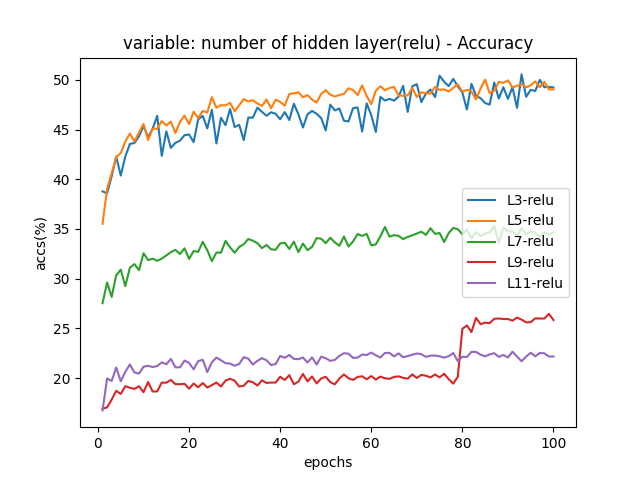 variable: number of hidden layer(relu) - Accuracy
accs(%)
50
45
40
35
30
25
20
L3-relu
L5-relu
L7-relu
L9-relu
L11-relu
0 20 40 60 80 100
epochs